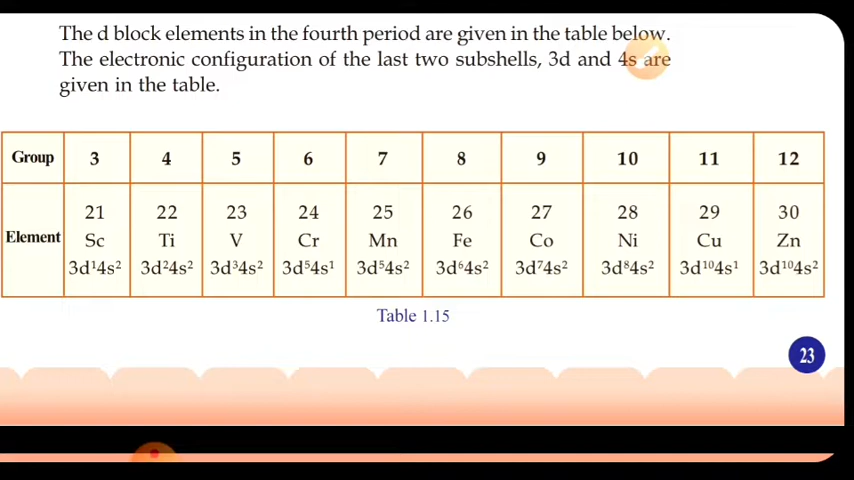 The d block elements in the fourth period are given in the table below.
The electronic configuration of the last two subshells, 3d and 4s are
given in the table.
Group 3 4 5 6 7 8 9 10 11 12
21 22 23 24 25 26 27 28 29 30
Element Sc Ti V Cr Mn Fe Co Ni Cu Zn
3d¹4s² 3d²4s² 3d³4s² 3d⁵4s¹ 3d⁵4s² 3d⁶4s² 3d⁷4s² 3d⁸4s² 3d¹⁰4s¹ 3d¹⁰4s²
Table 1.15
23